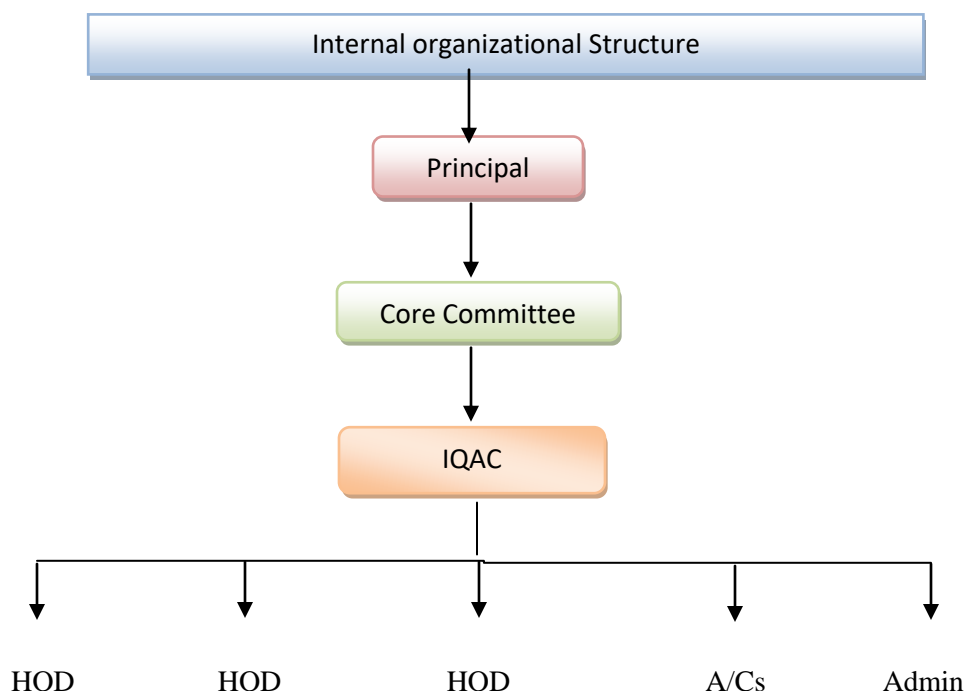 Internal organizational Structure
Principal
Core Committee
IQAC
HOD HOD HOD A/Cs Admin